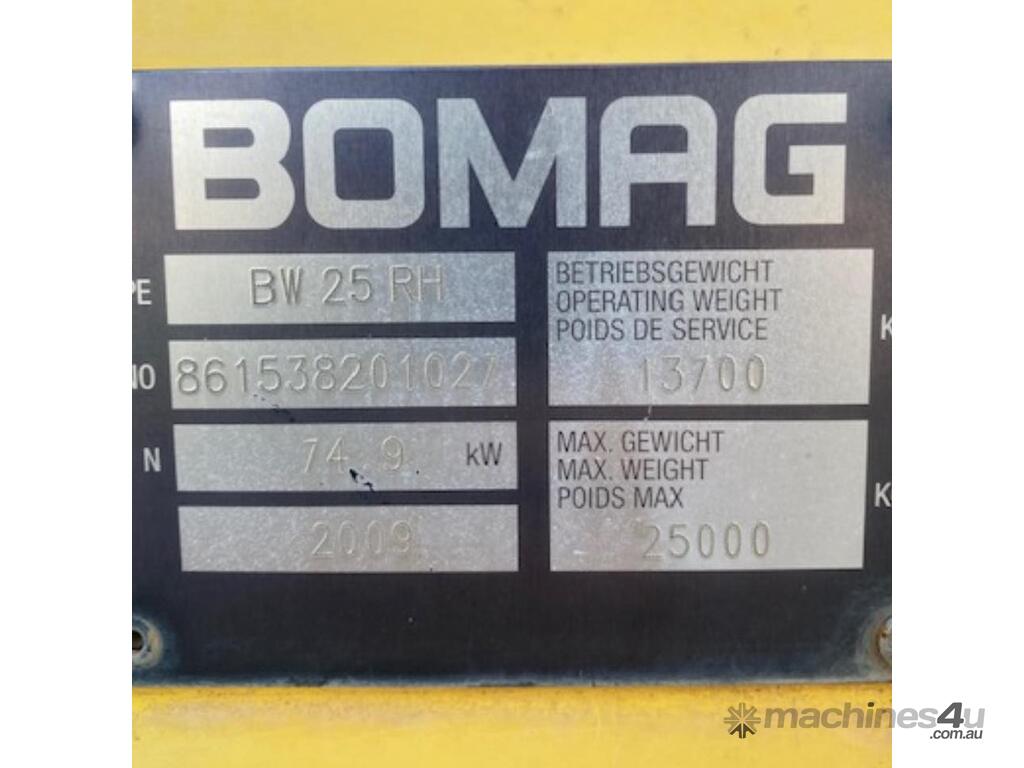 BOMAG
PE BW 25 RH
NO 861538201027
N 74.9 kW
2009
BETRIEBSGEWICHT
OPERATING WEIGHT
POIDS DE SERVICE K
13700
MAX. GEWICHT
MAX. WEIGHT
POIDS MAX K
25000
machines4u
.com.au